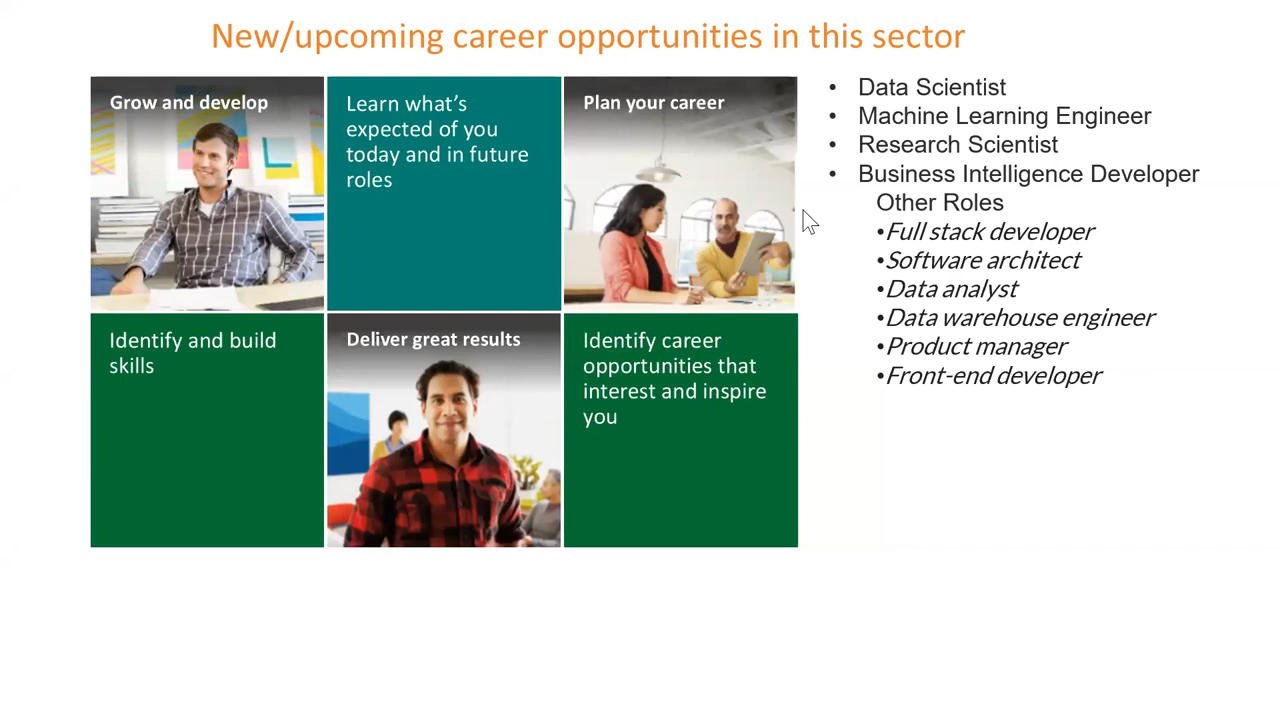 New/upcoming career opportunities in this sector
Grow and develop
Learn what's
expected of you
today and in future
roles
Plan your career
Identify and build
skills
Deliver great results
Identify career
opportunities that
interest and inspire
you
• Data Scientist
• Machine Learning Engineer
• Research Scientist
• Business Intelligence Developer
Other Roles
•Full stack developer
•Software architect
•Data analyst
•Data warehouse engineer
•Product manager
•Front-end developer